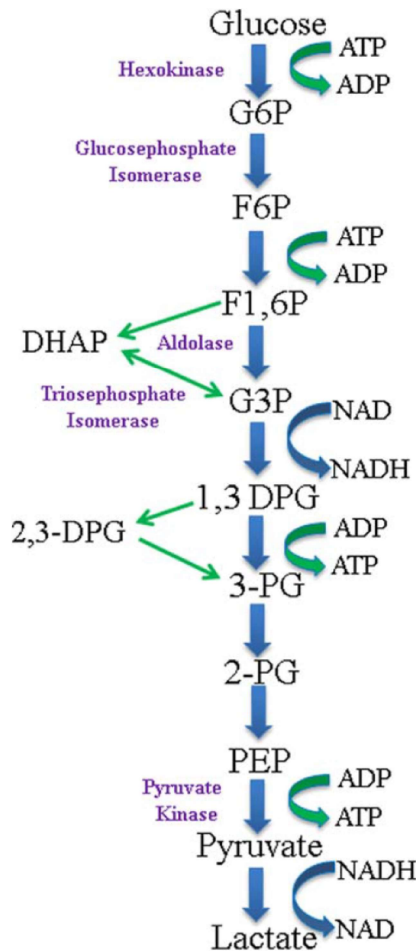 Glucose
ATP
Hexokinase
ADP
G6P
Glucosephosphate
Isomerase
F6P
ATP
ADP
F1,6P
DHAP
Aldolase
Triosephosphate
Isomerase
G3P
NAD
NADH
1,3 DPG
2,3-DPG
ADP
ATP
3-PG
2-PG
PEP
Pyruvate
Kinase
ADP
ATP
Pyruvate
NADH
NAD
Lactate